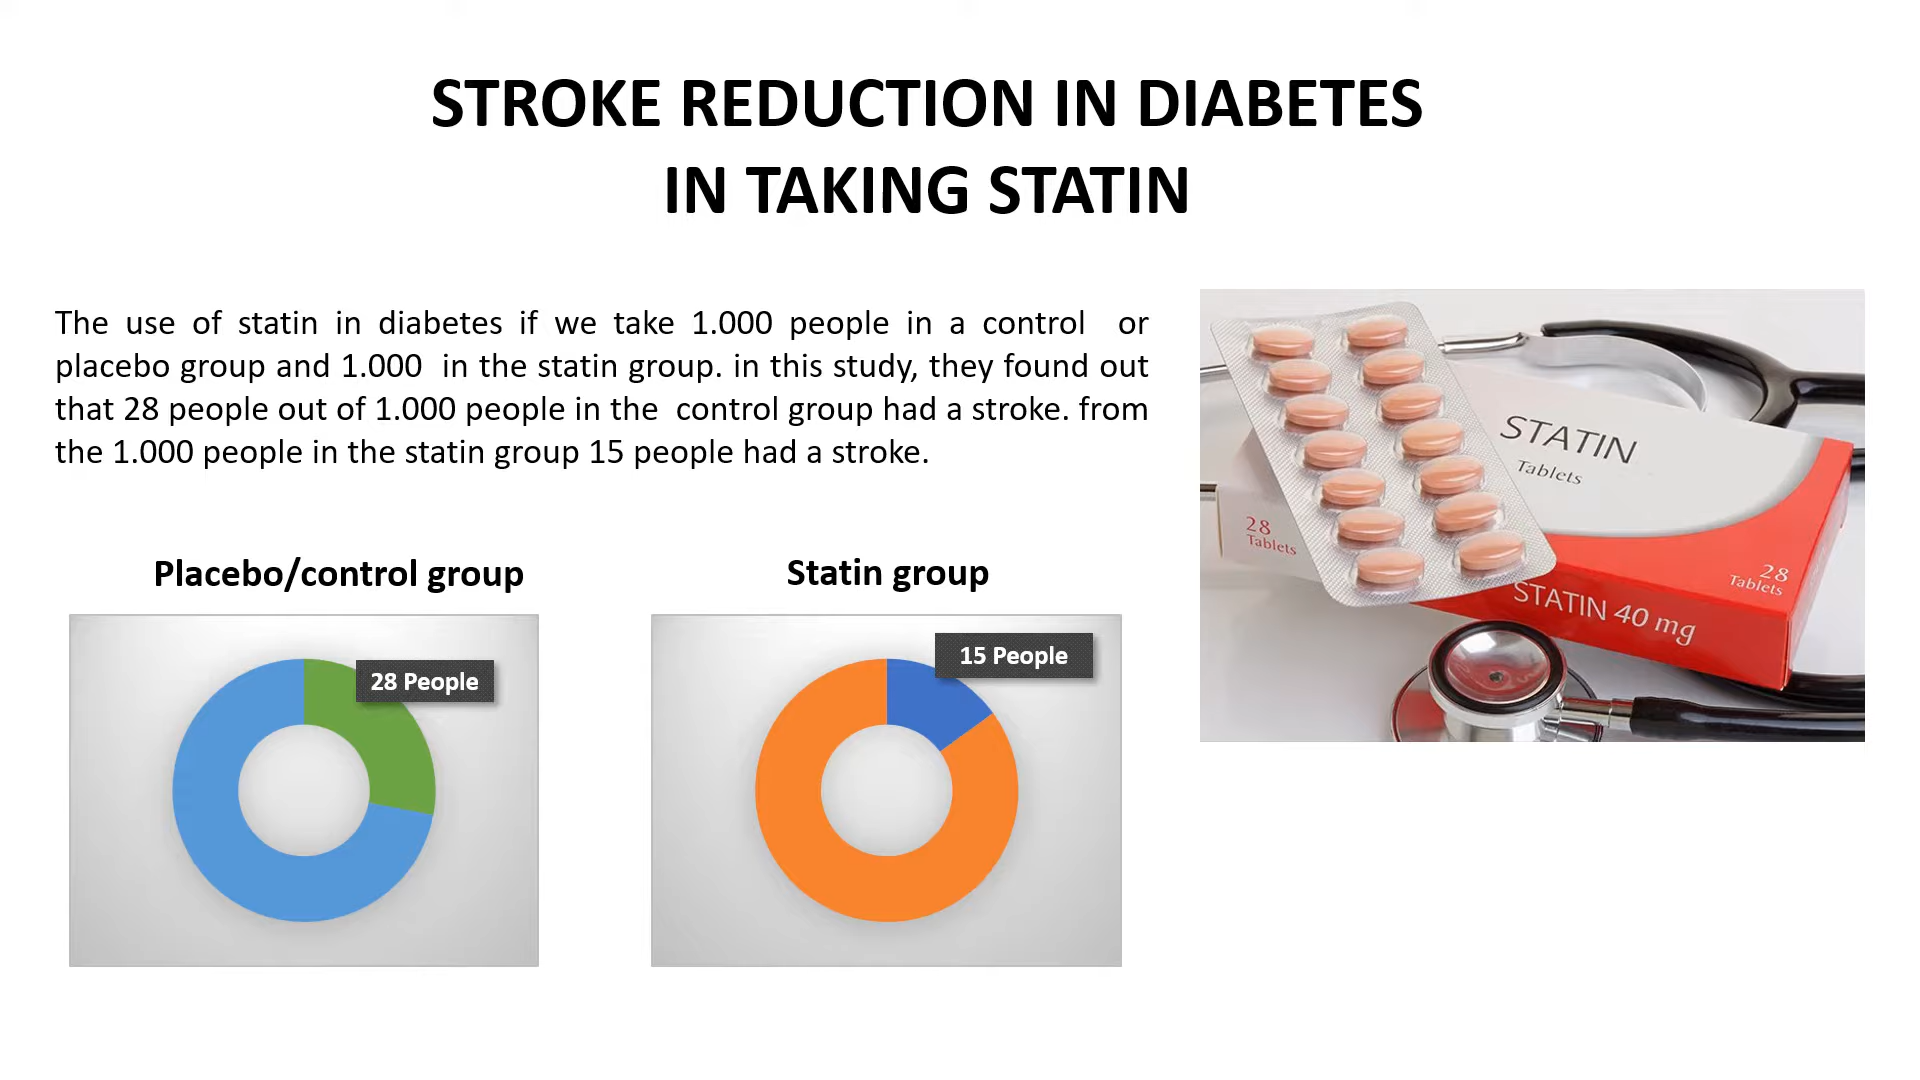 STROKE REDUCTION IN DIABETES
IN TAKING STATIN
The use of statin in diabetes if we take 1.000 people in a control or
placebo group and 1.000 in the statin group. in this study, they found out
that 28 people out of 1.000 people in the control group had a stroke. from
the 1.000 people in the statin group 15 people had a stroke.
STATIN
Tablets
28
Tablets
28
Tablets
STATIN 40 mg
Placebo/control group
Statin group
28 People
15 People